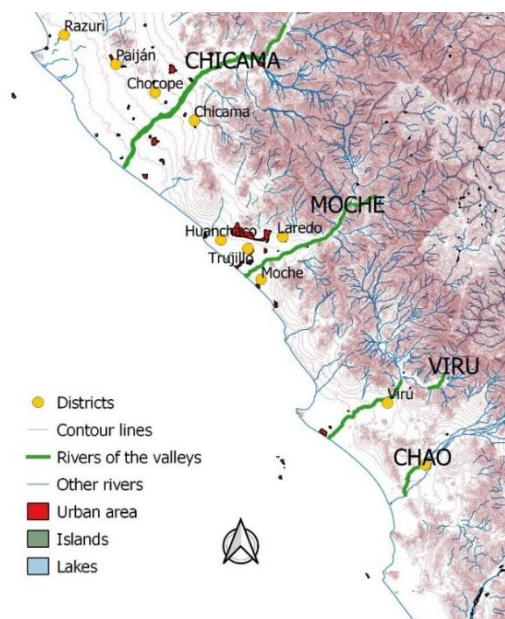 Razuri
Paiján
CHICAMA
Chocope
Chicama
MOCHE
Huanchaco
Laredo
Trujillo
Moche
VIRU
Virú
CHAO
Districts
Contour lines
Rivers of the valleys
Other rivers
Urban area
Islands
Lakes